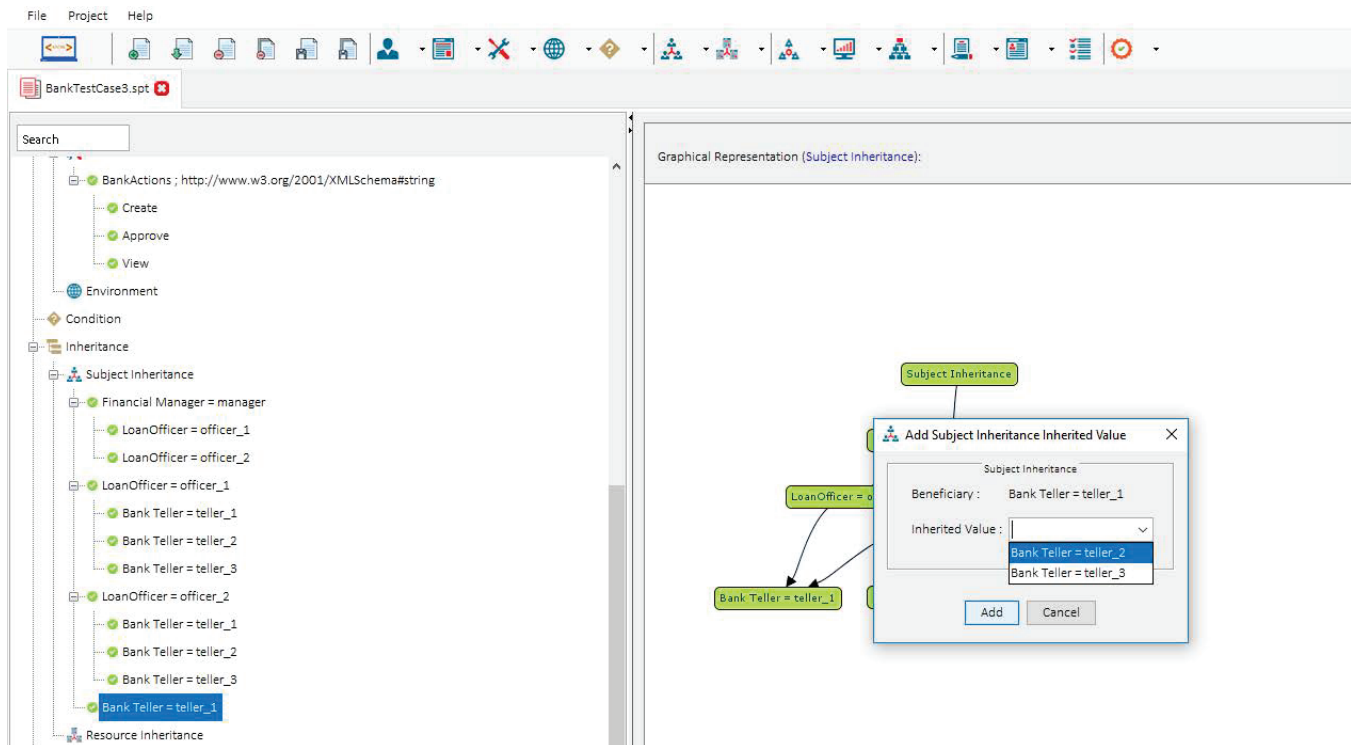 File Project Help
BankTestCase3.spt
Search
BankActions ; http://www.w3.org/2001/XMLSchema#string
Create
Approve
View
Environment
Condition
Inheritance
Subject Inheritance
Financial Manager = manager
LoanOfficer = officer_1
LoanOfficer = officer_2
LoanOfficer = officer_1
Bank Teller = teller_1
Bank Teller = teller_2
Bank Teller = teller_3
LoanOfficer = officer_2
Bank Teller = teller_1
Bank Teller = teller_2
Bank Teller = teller_3
Bank Teller = teller_1
Resource Inheritance
Graphical Representation (Subject Inheritance):
Subject Inheritance
LoanOfficer = o
Bank Teller = teller_1
Add Subject Inheritance Inherited Value
Subject Inheritance
Beneficiary : Bank Teller = teller_1
Inherited Value :
Bank Teller = teller_2
Bank Teller = teller_3
Add Cancel